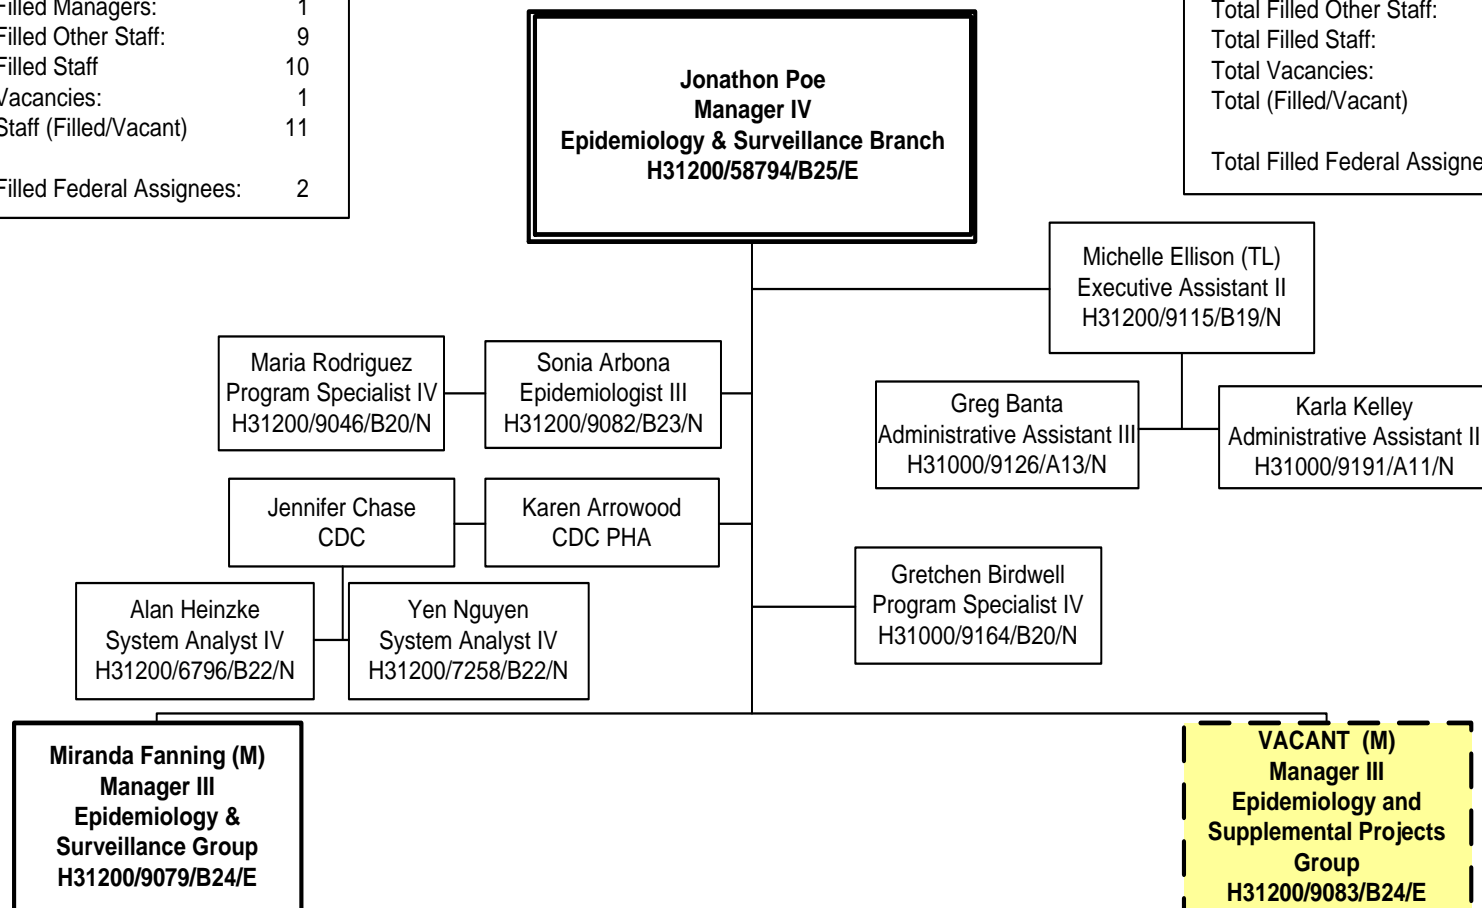 Filled Managers: 1
Filled Other Staff: 9
Filled Staff 10
Vacancies: 1
Staff (Filled/Vacant) 11
Filled Federal Assignees: 2
Jonathon Poe
Manager IV
Epidemiology & Surveillance Branch
H31200/58794/B25/E
Total Filled Other Staff:
Total Filled Staff:
Total Vacancies:
Total (Filled/Vacant)
Total Filled Federal Assigne
Michelle Ellison (TL)
Executive Assistant II
H31200/9115/B19/N
Maria Rodriguez
Program Specialist IV
H31200/9046/B20/N
Sonia Arbona
Epidemiologist III
H31200/9082/B23/N
Greg Banta
Administrative Assistant III
H31000/9126/A13/N
Karla Kelley
Administrative Assistant II
H31000/9191/A11/N
Jennifer Chase
CDC
Karen Arrowood
CDC PHA
Gretchen Birdwell
Program Specialist IV
H31000/9164/B20/N
Alan Heinzke
System Analyst IV
H31200/6796/B22/N
Yen Nguyen
System Analyst IV
H31200/7258/B22/N
Miranda Fanning (M)
Manager III
Epidemiology &
Surveillance Group
H31200/9079/B24/E
VACANT (M)
Manager III
Epidemiology and
Supplemental Projects
Group
H31200/9083/B24/E